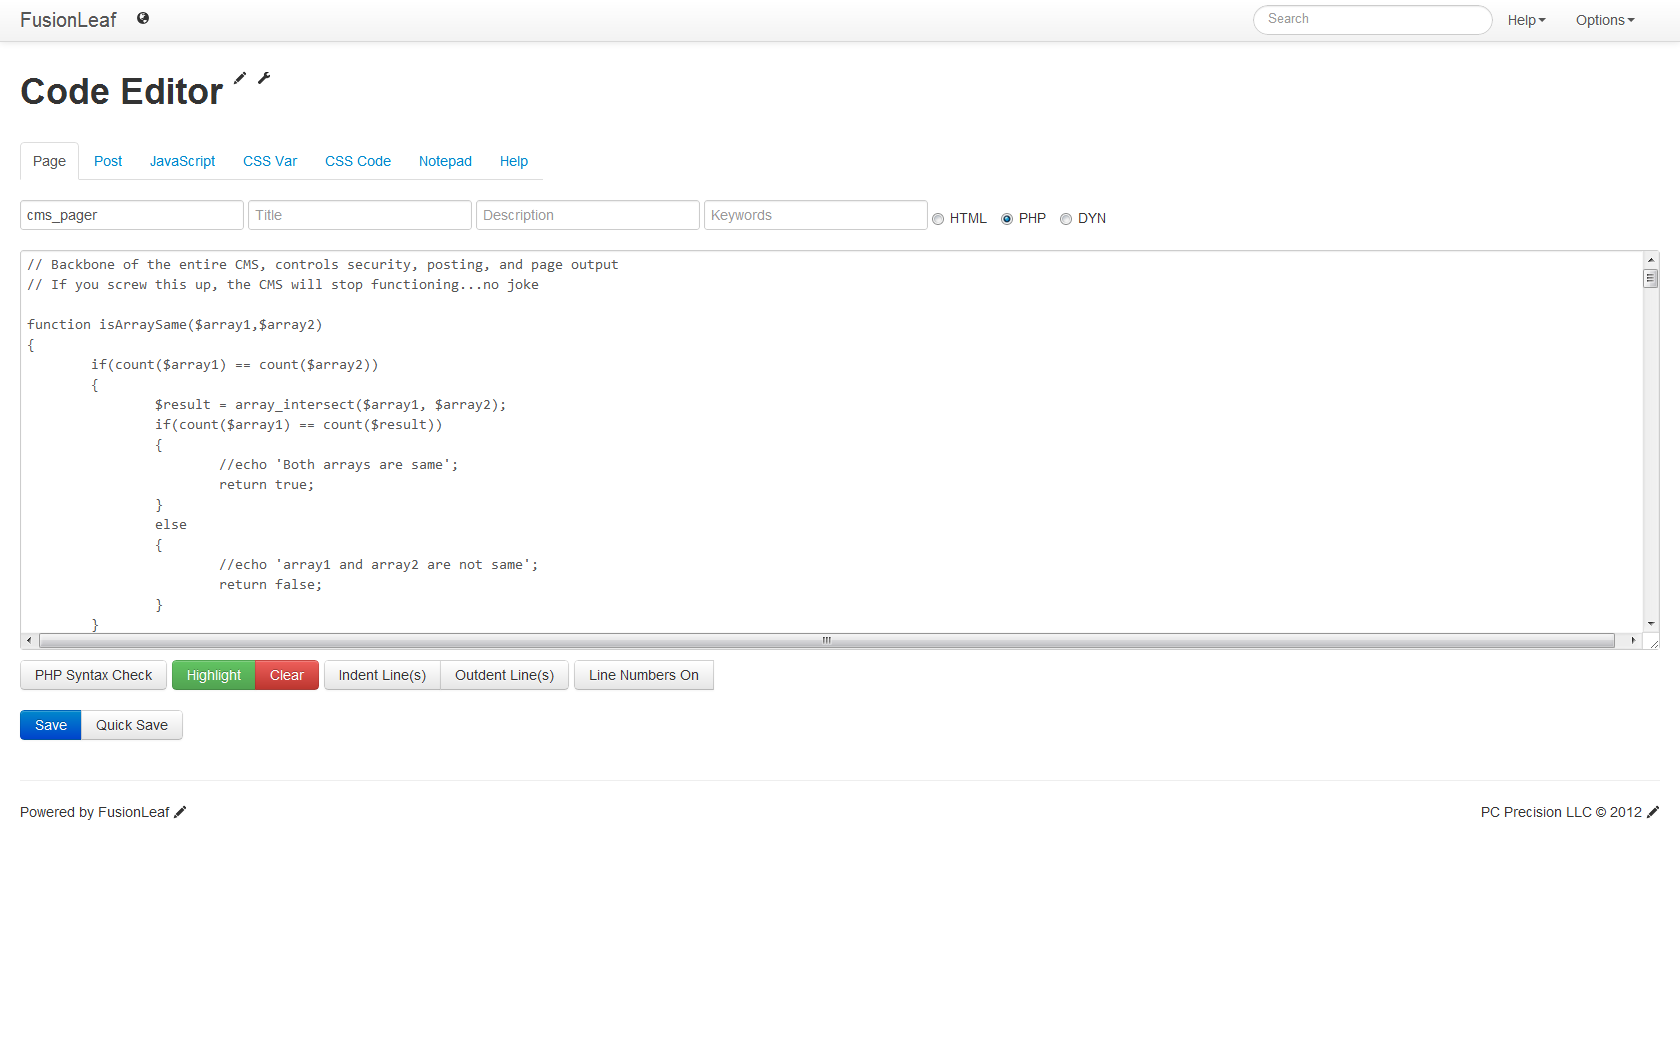 FusionLeaf
Search
Help
Options
Code Editor
Page Post JavaScript CSS Var CSS Code Notepad Help
cms_pager Title Description Keywords HTML PHP DYN
// Backbone of the entire CMS, controls security, posting, and page output
// If you screw this up, the CMS will stop functioning...no joke
function isArraySame($array1,$array2)
{
if(count($array1) == count($array2))
{
$result = array_intersect($array1, $array2);
if(count($array1) == count($result))
{
//echo 'Both arrays are same';
return true;
}
else
{
//echo 'array1 and array2 are not same';
return false;
}
}
PHP Syntax Check Highlight Clear Indent Line(s) Outdent Line(s) Line Numbers On
Save Quick Save
Powered by FusionLeaf
PC Precision LLC © 2012